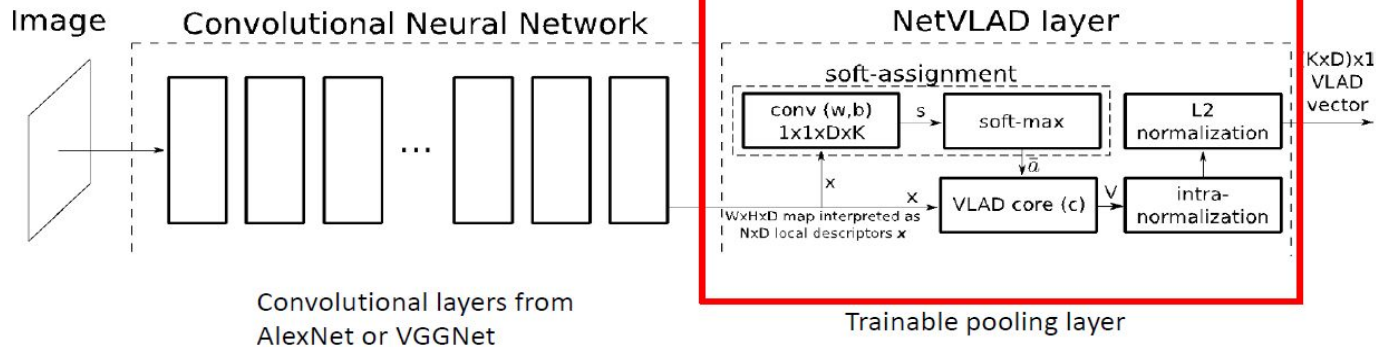 Image
Convolutional Neural Network
NetVLAD layer
soft-assignment
conv (w,b)
1x1xDxK
s
soft-max
L2
normalization
(KxD)x1
VLAD
vector
...
x
ā
x
VLAD core (c)
V
intra-
normalization
WxHxD map interpreted as
NxD local descriptors x
Convolutional layers from
AlexNet or VGGNet
Trainable pooling layer